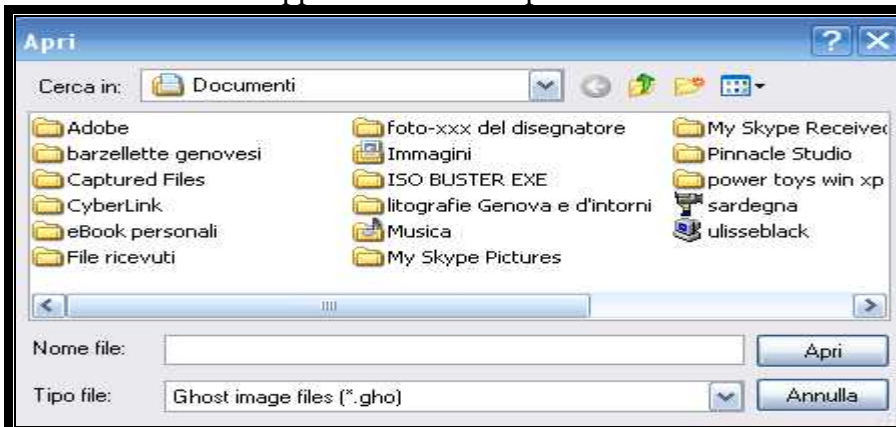 Apri
Cerca in: Documenti
Adobe foto-xxx del disegnatore My Skype Received
barzellette genovesi Immagini Pinnacle Studio
Captured Files ISO BUSTER EXE power toys win xp
CyberLink litografie Genova e d'intorni sardegna
eBook personali Musica ulisseblack
File ricevuti My Skype Pictures
Nome file: Apri
Tipo file: Ghost image files (*.gho) Annulla